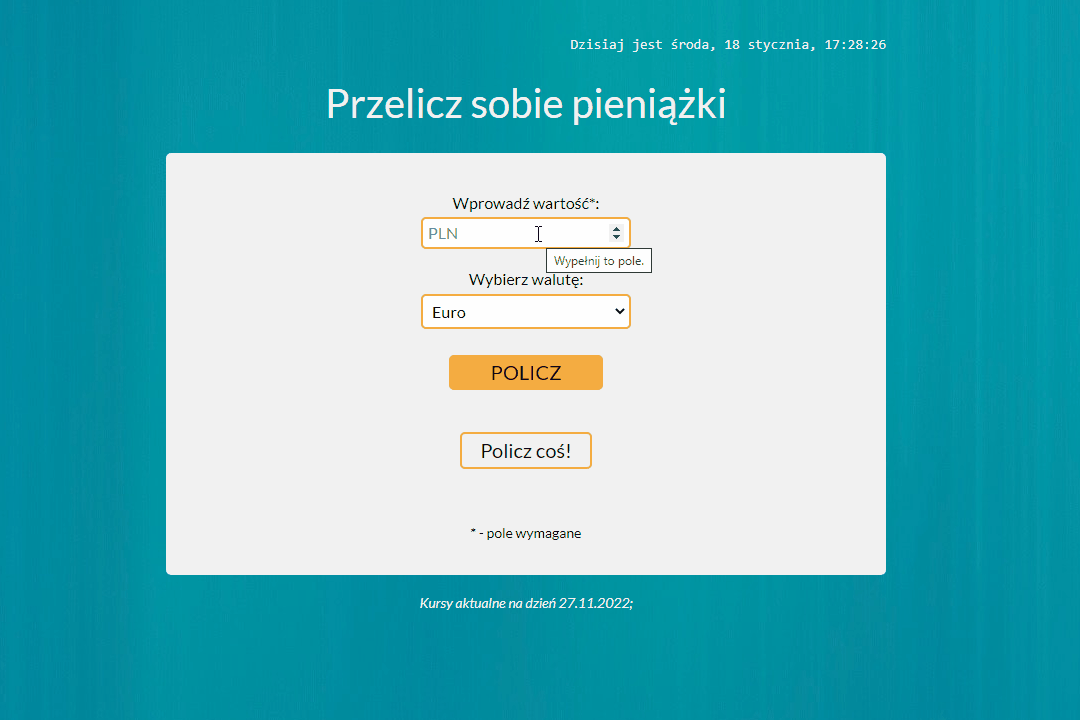 Dzisiaj jest środa, 18 stycznia, 17:28:26
Przelicz sobie pieniążki
Wprowadź wartość*:
PLN
Wypełnij to pole.
Wybierz walutę:
Euro
POLICZ
Policz coś!
* - pole wymagane
Kursy aktualne na dzień 27.11.2022;